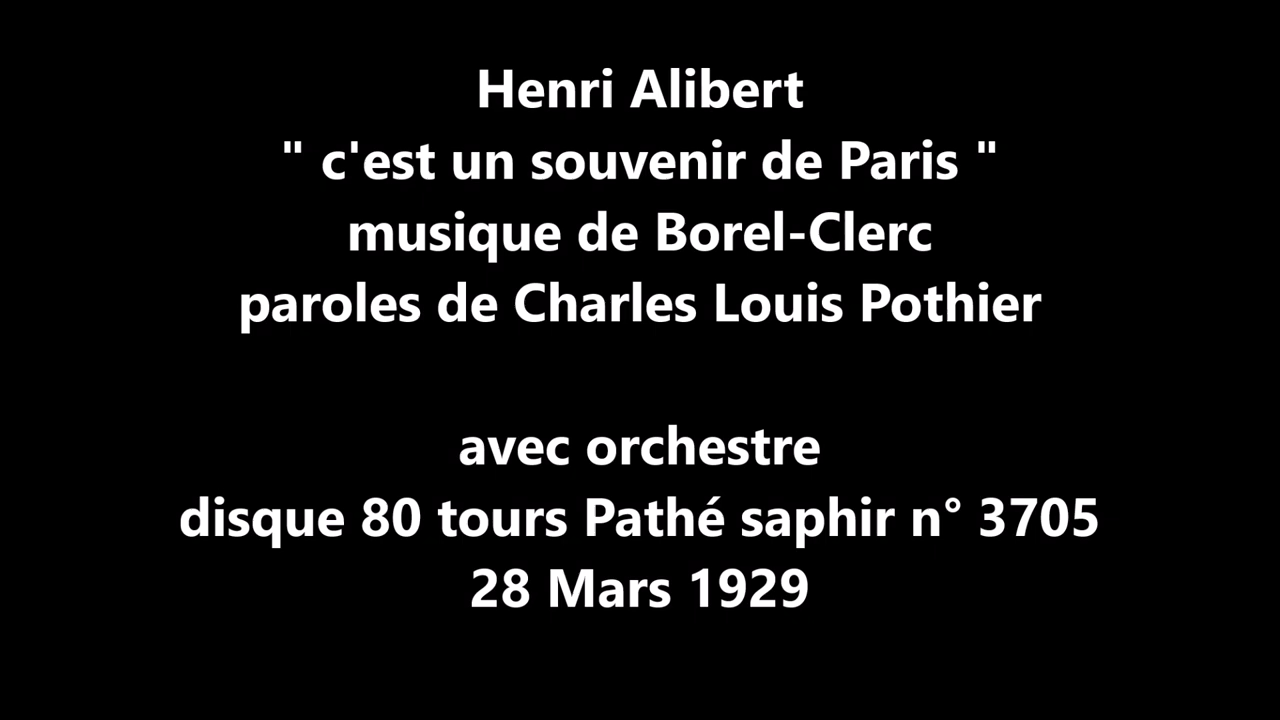 Henri Alibert
" c'est un souvenir de Paris "
musique de Borel-Clerc
paroles de Charles Louis Pothier
avec orchestre
disque 80 tours Pathé saphir n° 3705
28 Mars 1929